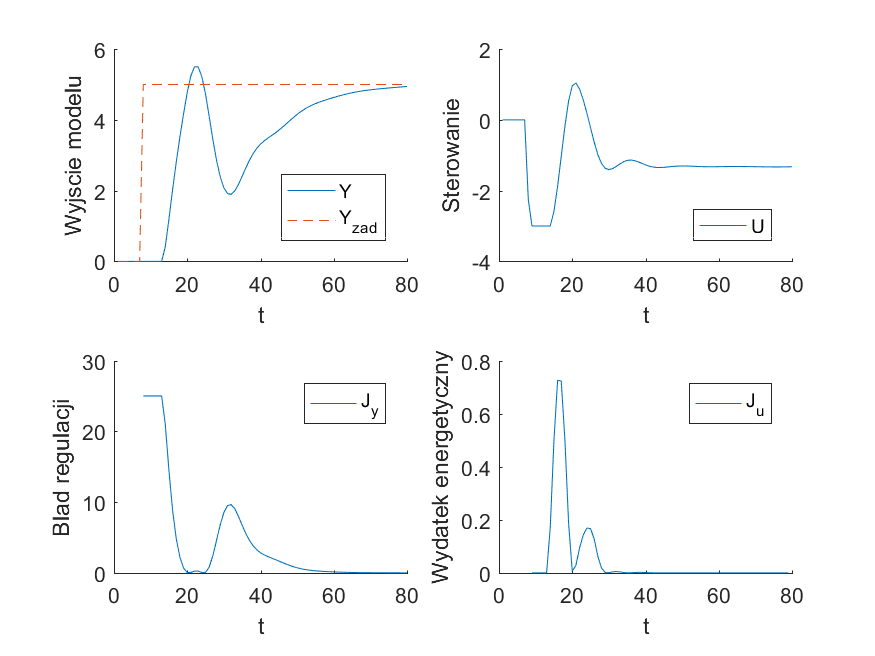 Wyjscie modelu
6
4
2
0
0 20 40 60 80
t
Y
Y_zad
Sterowanie
2
0
-2
-4
0 20 40 60 80
t
U
Blad regulacji
30
20
10
0
0 20 40 60 80
t
J_y
Wydatek energetyczny
0.8
0.6
0.4
0.2
0
0 20 40 60 80
t
J_u